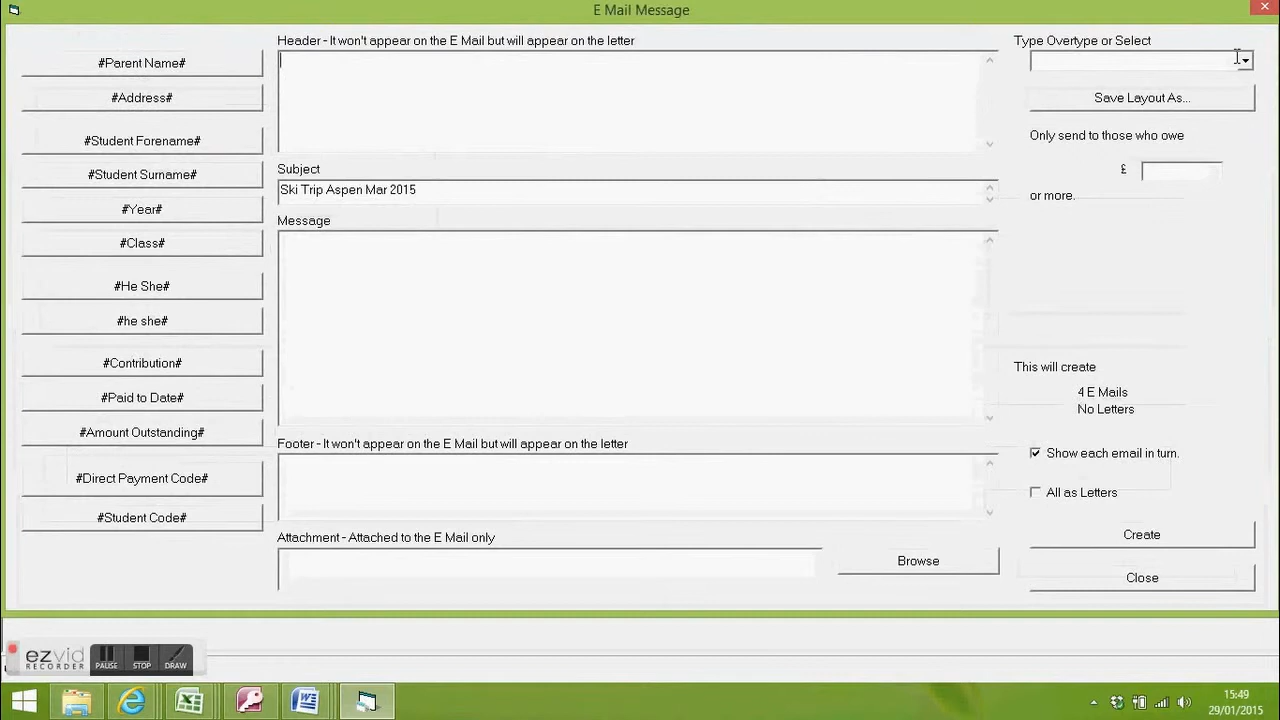 E Mail Message
Header - It won't appear on the E Mail but will appear on the letter
Type Overtype or Select
#Parent Name#
#Address#
#Student Forename#
#Student Surname#
#Year#
#Class#
#He She#
#he she#
#Contribution#
#Paid to Date#
#Amount Outstanding#
#Direct Payment Code#
#Student Code#
Subject
Ski Trip Aspen Mar 2015
Message
Footer - It won't appear on the E Mail but will appear on the letter
Attachment - Attached to the E Mail only
Browse
Save Layout As...
Only send to those who owe
£
or more.
This will create
4 E Mails
No Letters
Show each email in turn.
All as Letters
Create
Close
ezvid
RECORDER
PAUSE
STOP
DRAW
15:49
29/01/2015